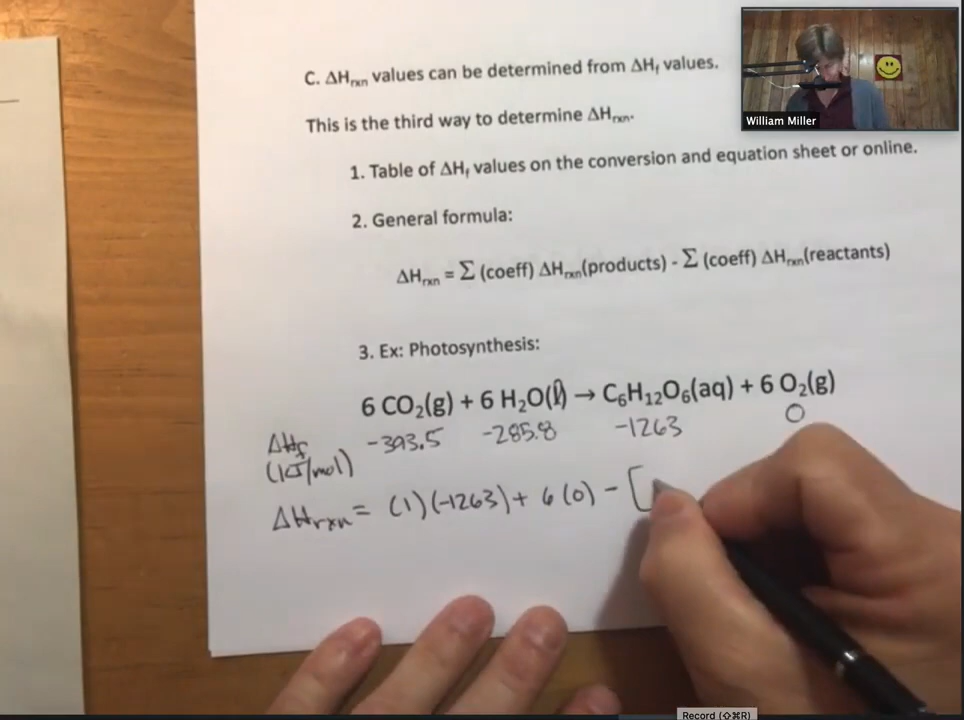 C. ΔHrxn values can be determined from ΔHf values.
William Miller
This is the third way to determine ΔHrxn.
1. Table of ΔHf values on the conversion and equation sheet or online.
2. General formula:
ΔHrxn = Σ (coeff) ΔHrxn(products) - Σ (coeff) ΔHrxn(reactants)
3. Ex: Photosynthesis:
6 CO₂(g) + 6 H₂O(l) → C₆H₁₂O₆(aq) + 6 O₂(g)
ΔHf -393.5 -285.8 -1263 0
(kJ/mol)
ΔHrxn = (1)(-1263) + 6 (0) - [
Record (⇧⌘R)